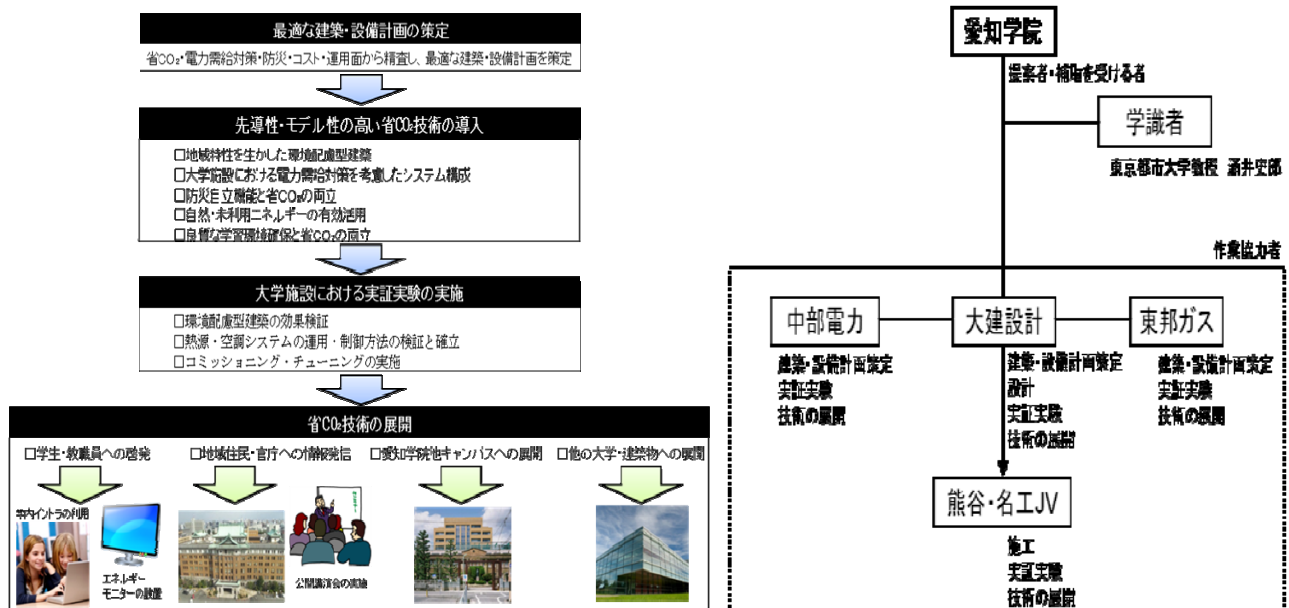 最適な建築・設備計画の策定
省CO₂・電力需給対策・防災・コスト・運用面から精査し、最適な建築・設備計画を策定
先導性・モデル性の高い省CO₂技術の導入
□地域特性を生かした環境配慮型建築
□大学施設における電力需給対策を考慮したシステム構成
□防災自立機能と省CO₂の両立
□自然・未利用エネルギーの有効活用
□良質な学習環境確保と省CO₂の両立
大学施設における実証実験の実施
□環境配慮型建築の効果検証
□熱源・空調システムの運用・制御方法の検証と確立
□コミッショニング・チューニングの実施
省CO₂技術の展開
□学生・教職員への啓発
□地域住民・官庁への情報発信
□愛知学院他キャンパスへの展開
□他の大学・建築物への展開
学内イントラの利用
エネルギー
モニターの設置
公開講演会の実施
愛知学院
提案者・補助を受ける者
学識者
東京都市大学教授
作業協力者
中部電力
建築・設備計画策定
実証実験
技術の展開
大建設計
建築・設備計画策定
設計
実証実験
技術の展開
東邦ガス
建築・設備計画策定
実証実験
技術の展開
熊谷・名工JV
施工
実証実験
技術の展開